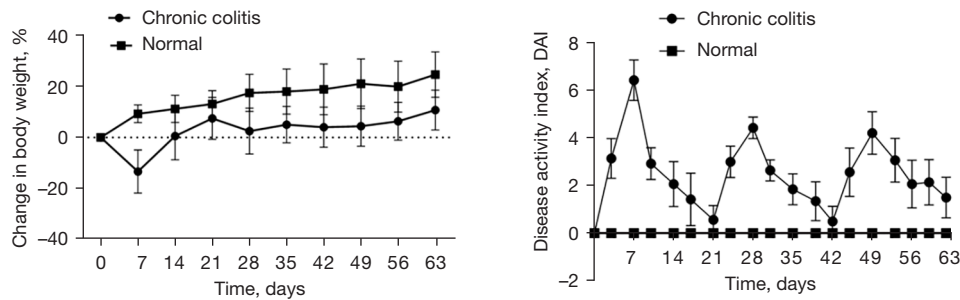 Chronic colitis
Normal
Change in body weight, %
40
20
0
–20
–40
0 7 14 21 28 35 42 49 56 63
Time, days
Chronic colitis
Normal
Disease activity index, DAI
8
6
4
2
0
–2
7 14 21 28 35 42 49 56 63
Time, days